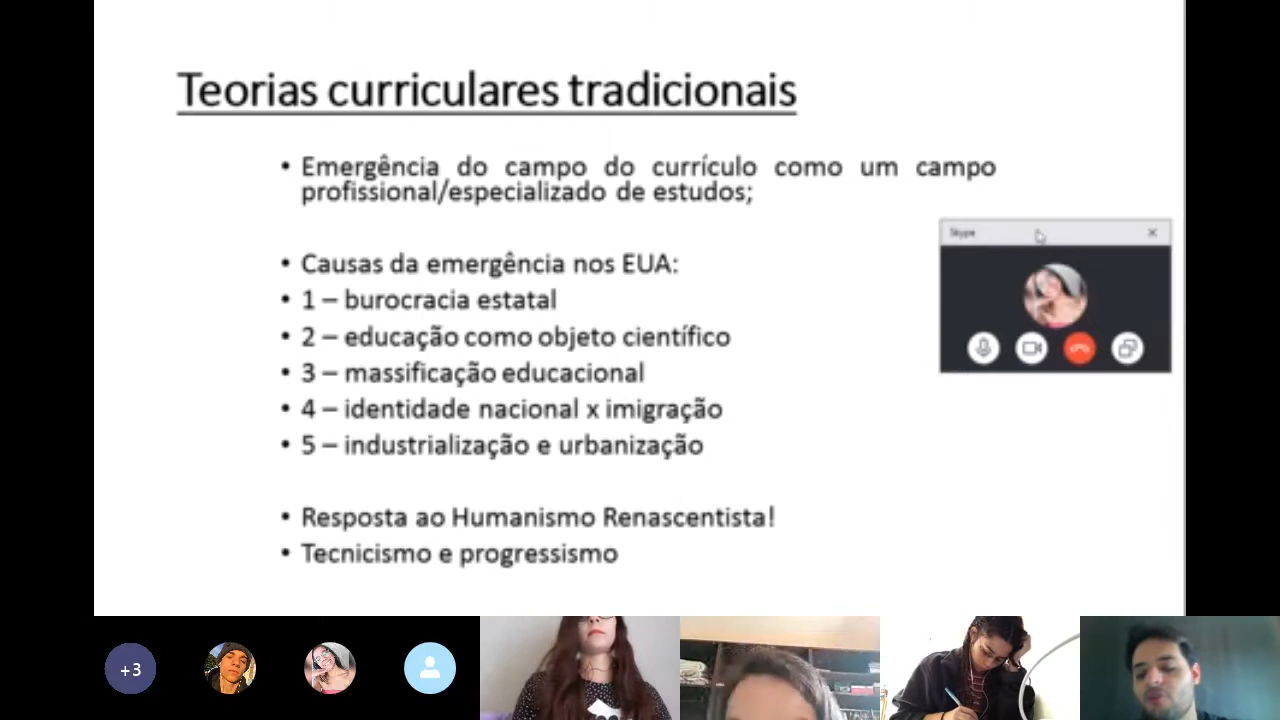 Teorias curriculares tradicionais
• Emergência do campo do currículo como um campo
profissional/especializado de estudos;
Skype
• Causas da emergência nos EUA:
• 1 – burocracia estatal
• 2 – educação como objeto científico
• 3 – massificação educacional
• 4 – identidade nacional x imigração
• 5 – industrialização e urbanização
• Resposta ao Humanismo Renascentista!
• Tecnicismo e progressismo
+3